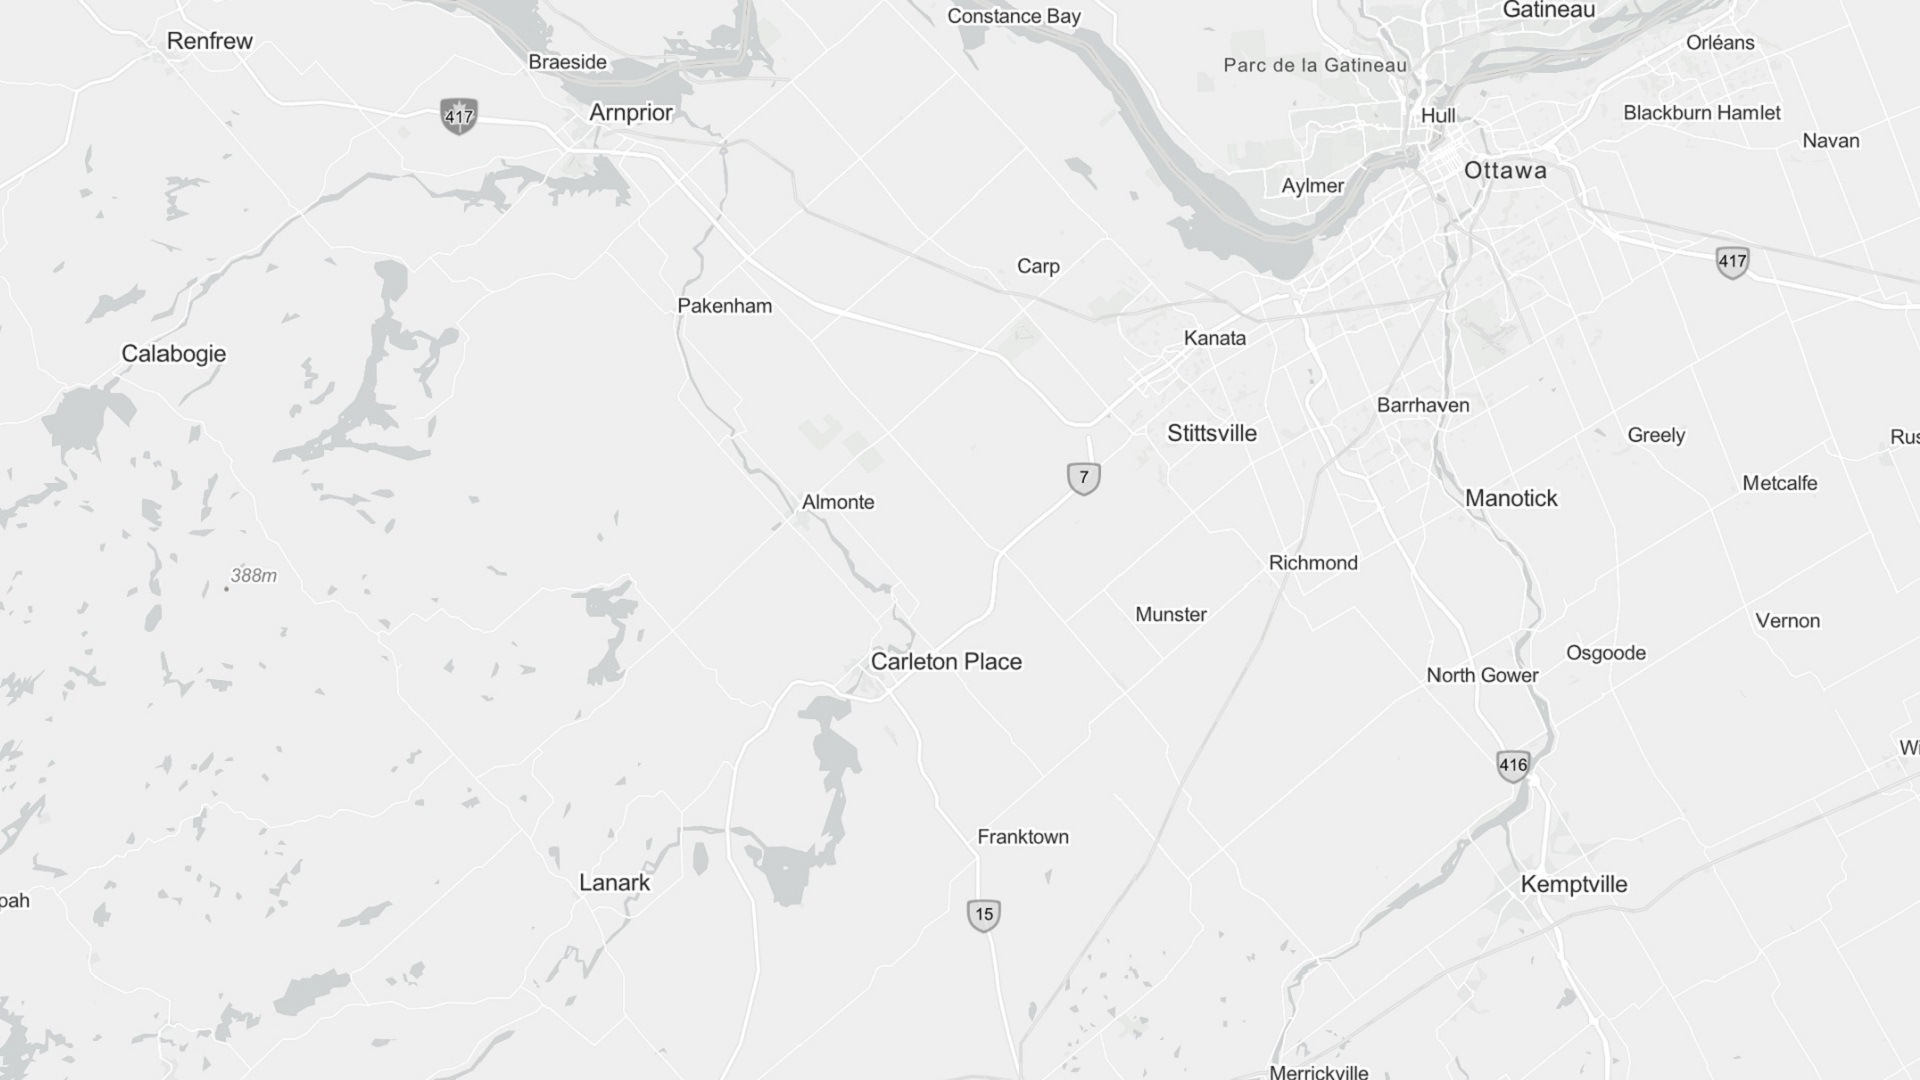 Gatineau
Constance Bay
Renfrew
Orléans
Braeside
Parc de la Gatineau
Arnprior
417
Hull
Blackburn Hamlet
Navan
Ottawa
Aylmer
Carp
417
Pakenham
Kanata
Calabogie
Barrhaven
Stittsville
Greely
Rus
7
Metcalfe
Almonte
Manotick
Richmond
388m
Munster
Vernon
Osgoode
Carleton Place
North Gower
Wi
416
Franktown
Lanark
Kemptville
pah
15
Merrickville